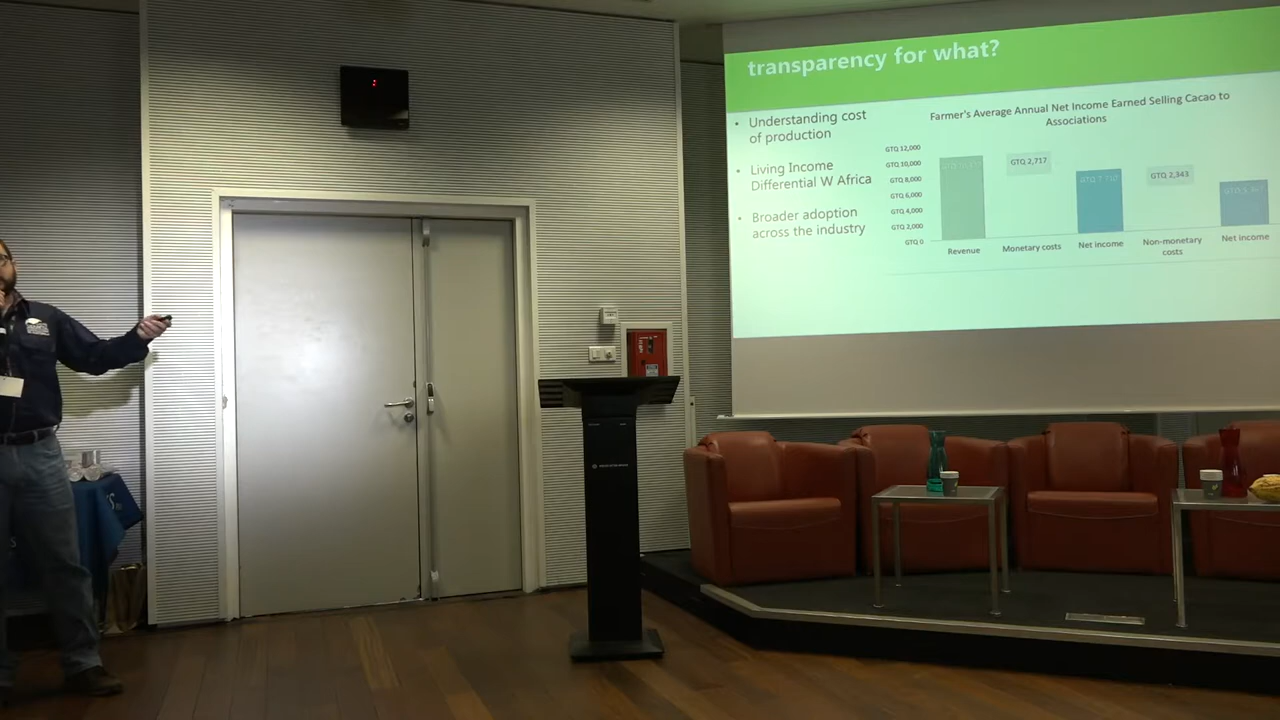 transparency for what?
• Understanding cost
of production
• Living Income
Differential W Africa
• Broader adoption
across the industry
Farmer's Average Annual Net Income Earned Selling Cacao to
Associations
GTQ 12,000
GTQ 10,000
GTQ 8,000
GTQ 6,000
GTQ 4,000
GTQ 2,000
GTQ 0
GTQ 2,717
GTQ 2,343
Revenue
Monetary costs
Net income
Non-monetary
costs
Net income